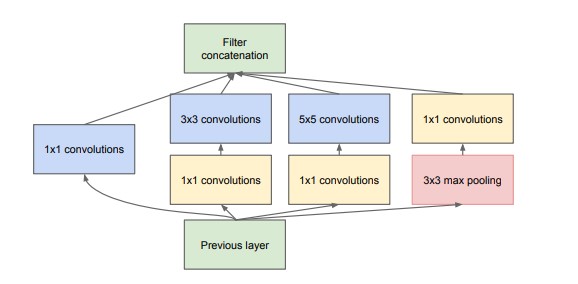 Filter
concatenation
3x3 convolutions
5x5 convolutions
1x1 convolutions
1x1 convolutions
1x1 convolutions
1x1 convolutions
3x3 max pooling
Previous layer